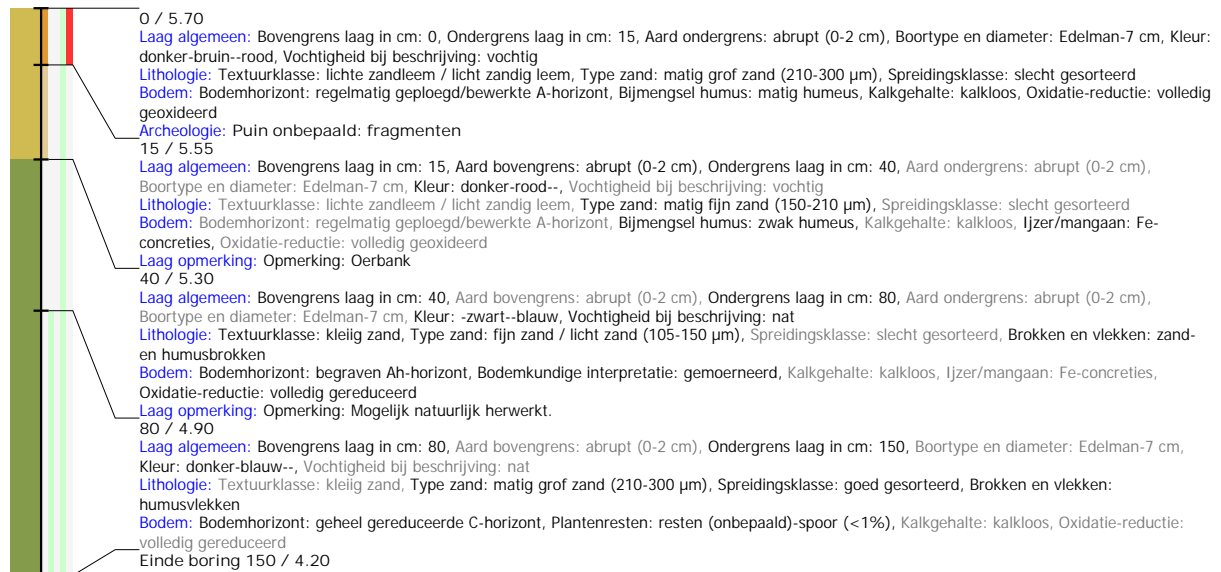 0 / 5.70
Laag algemeen: Bovengrens laag in cm: 0, Ondergrens laag in cm: 15, Aard ondergrens: abrupt (0-2 cm), Boortype en diameter: Edelman-7 cm, Kleur:
donker-bruin--rood, Vochtigheid bij beschrijving: vochtig
Lithologie: Textuurklasse: lichte zandleem / licht zandig leem, Type zand: matig grof zand (210-300 µm), Spreidingsklasse: slecht gesorteerd
Bodem: Bodemhorizont: regelmatig geploegd/bewerkte A-horizont, Bijmengsel humus: matig humeus, Kalkgehalte: kalkloos, Oxidatie-reductie: volledig
geoxideerd
Archeologie: Puin onbepaald: fragmenten
15 / 5.55
Laag algemeen: Bovengrens laag in cm: 15, Aard bovengrens: abrupt (0-2 cm), Ondergrens laag in cm: 40, Aard ondergrens: abrupt (0-2 cm),
Boortype en diameter: Edelman-7 cm, Kleur: donker-rood--, Vochtigheid bij beschrijving: vochtig
Lithologie: Textuurklasse: lichte zandleem / licht zandig leem, Type zand: matig fijn zand (150-210 µm), Spreidingsklasse: slecht gesorteerd
Bodem: Bodemhorizont: regelmatig geploegd/bewerkte A-horizont, Bijmengsel humus: zwak humeus, Kalkgehalte: kalkloos, Ijzer/mangaan: Fe-
concreties, Oxidatie-reductie: volledig geoxideerd
Laag opmerking: Opmerking: Oerbank
40 / 5.30
Laag algemeen: Bovengrens laag in cm: 40, Aard bovengrens: abrupt (0-2 cm), Ondergrens laag in cm: 80, Aard ondergrens: abrupt (0-2 cm),
Boortype en diameter: Edelman-7 cm, Kleur: -zwart--blauw, Vochtigheid bij beschrijving: nat
Lithologie: Textuurklasse: kleiig zand, Type zand: fijn zand / licht zand (105-150 µm), Spreidingsklasse: slecht gesorteerd, Brokken en vlekken: zand-
en humusbrokken
Bodem: Bodemhorizont: begraven Ah-horizont, Bodemkundige interpretatie: gemoerneerd, Kalkgehalte: kalkloos, Ijzer/mangaan: Fe-concreties,
Oxidatie-reductie: volledig gereduceerd
Laag opmerking: Opmerking: Mogelijk natuurlijk herwerkt.
80 / 4.90
Laag algemeen: Bovengrens laag in cm: 80, Aard bovengrens: abrupt (0-2 cm), Ondergrens laag in cm: 150, Boortype en diameter: Edelman-7 cm,
Kleur: donker-blauw--, Vochtigheid bij beschrijving: nat
Lithologie: Textuurklasse: kleiig zand, Type zand: matig grof zand (210-300 µm), Spreidingsklasse: goed gesorteerd, Brokken en vlekken:
humusvlekken
Bodem: Bodemhorizont: geheel gereduceerde C-horizont, Plantenresten: resten (onbepaald)-spoor (<1%), Kalkgehalte: kalkloos, Oxidatie-reductie:
volledig gereduceerd
Einde boring 150 / 4.20